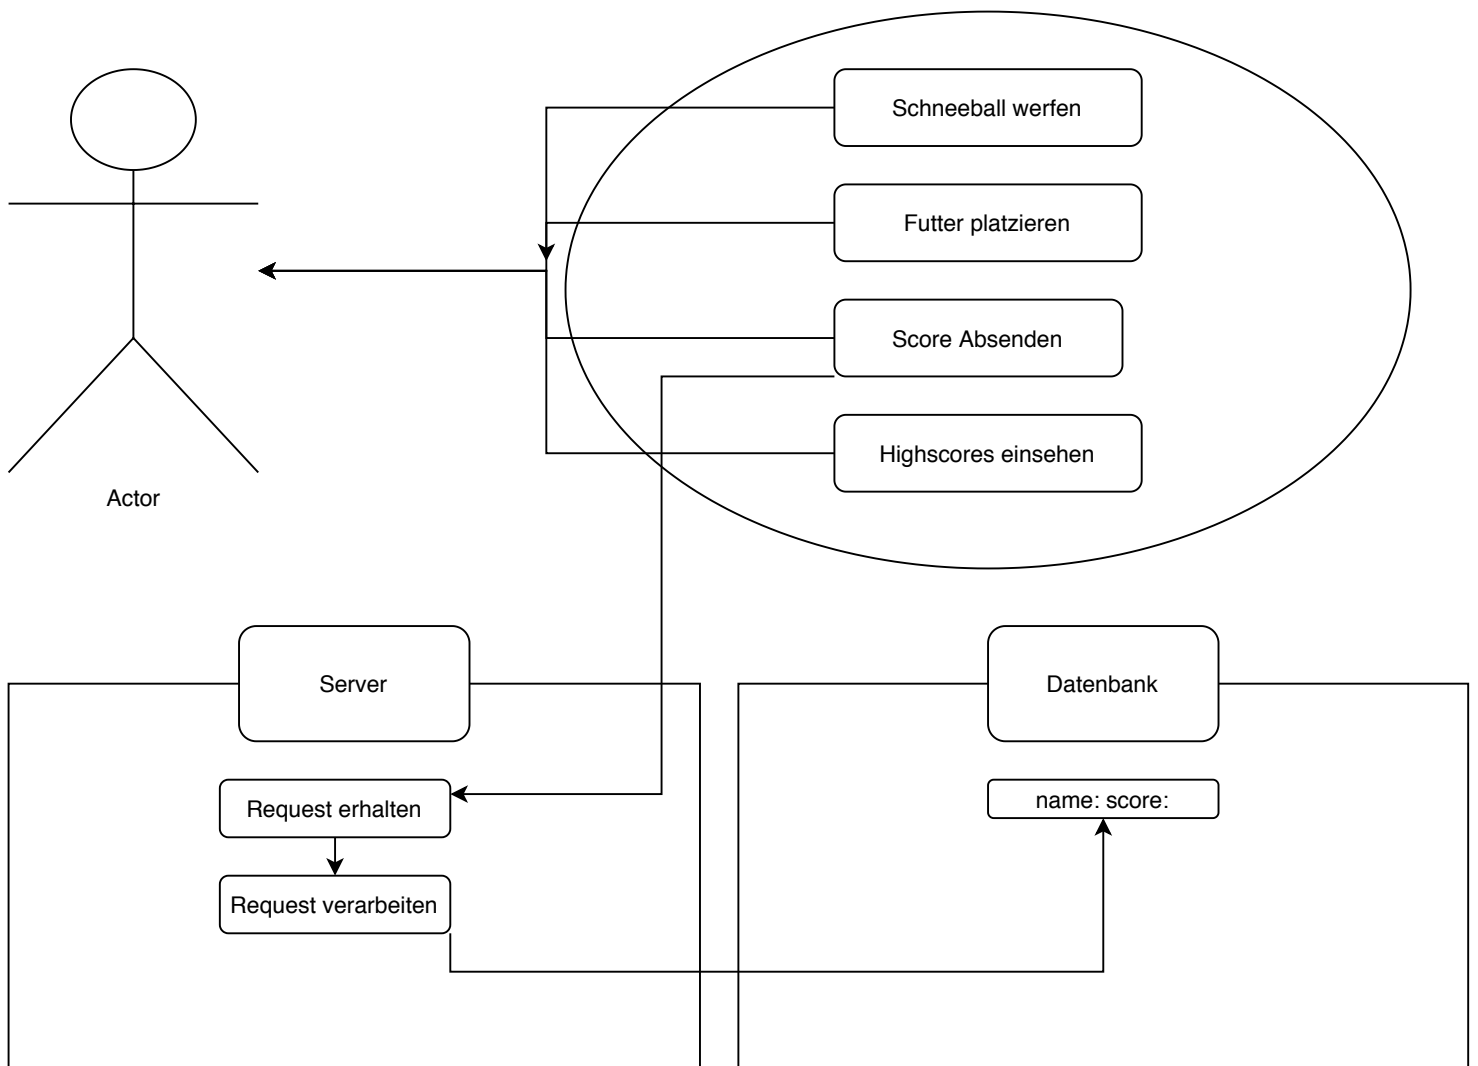 Schneeball werfen
Futter platzieren
Score Absenden
Highscores einsehen
Actor
Server
Datenbank
Request erhalten
name: score:
Request verarbeiten